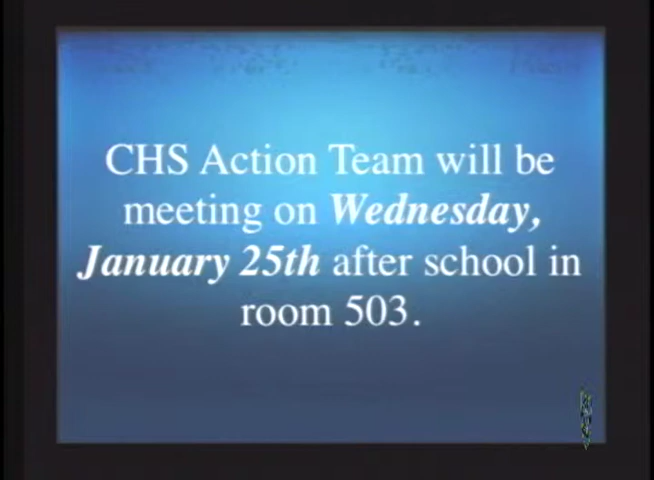 CHS Action Team will be
meeting on Wednesday,
January 25th after school in
room 503.